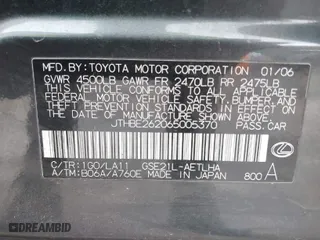 MFD. BY: TOYOTA MOTOR CORPORATION 01/06
GVWR 4500LB GAWR FR 2470LB RR 2475LB
THIS VEHICLE CONFORMS TO ALL APPLICABLE
FEDERAL MOTOR VEHICLE SAFETY, BUMPER, AND
THEFT PREVENTION STANDARDS IN EFFECT ON
THE DATE OF MANUFACTURE SHOWN ABOVE.
JTHBE262065005370 PASS. CAR
C/TR:1G0/LA11 GSE21L-AETLHA
A/TM:B06A/A760E MADE IN JAPAN 800 A